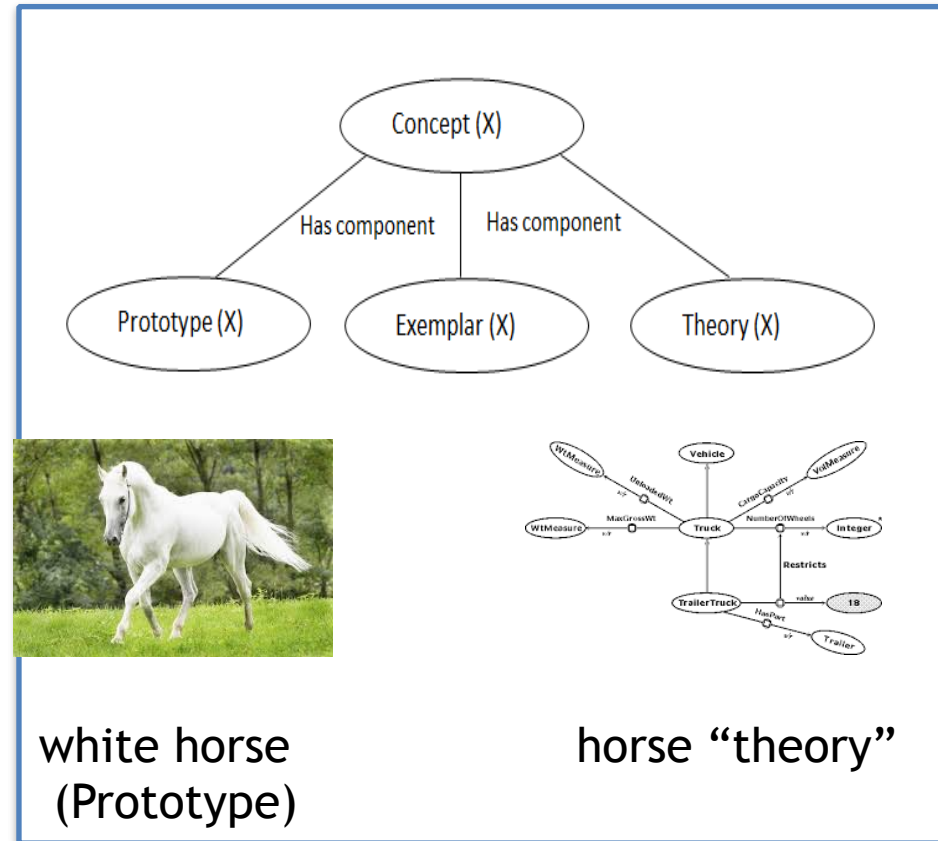 Concept (X)
Has component
Has component
Prototype (X)
Exemplar (X)
Theory (X)
WtMeasure
Vehicle
VolMeasure
UnloadedWt
CargoCapacity
v/r
v/r
WtMeasure
MaxGrossWt
Truck
NumberOfWheels
Integer
*
v/r
v/r
Restricts
TrailerTruck
value
18
HasPart
v/r
Trailer
white horse
(Prototype)
horse “theory”